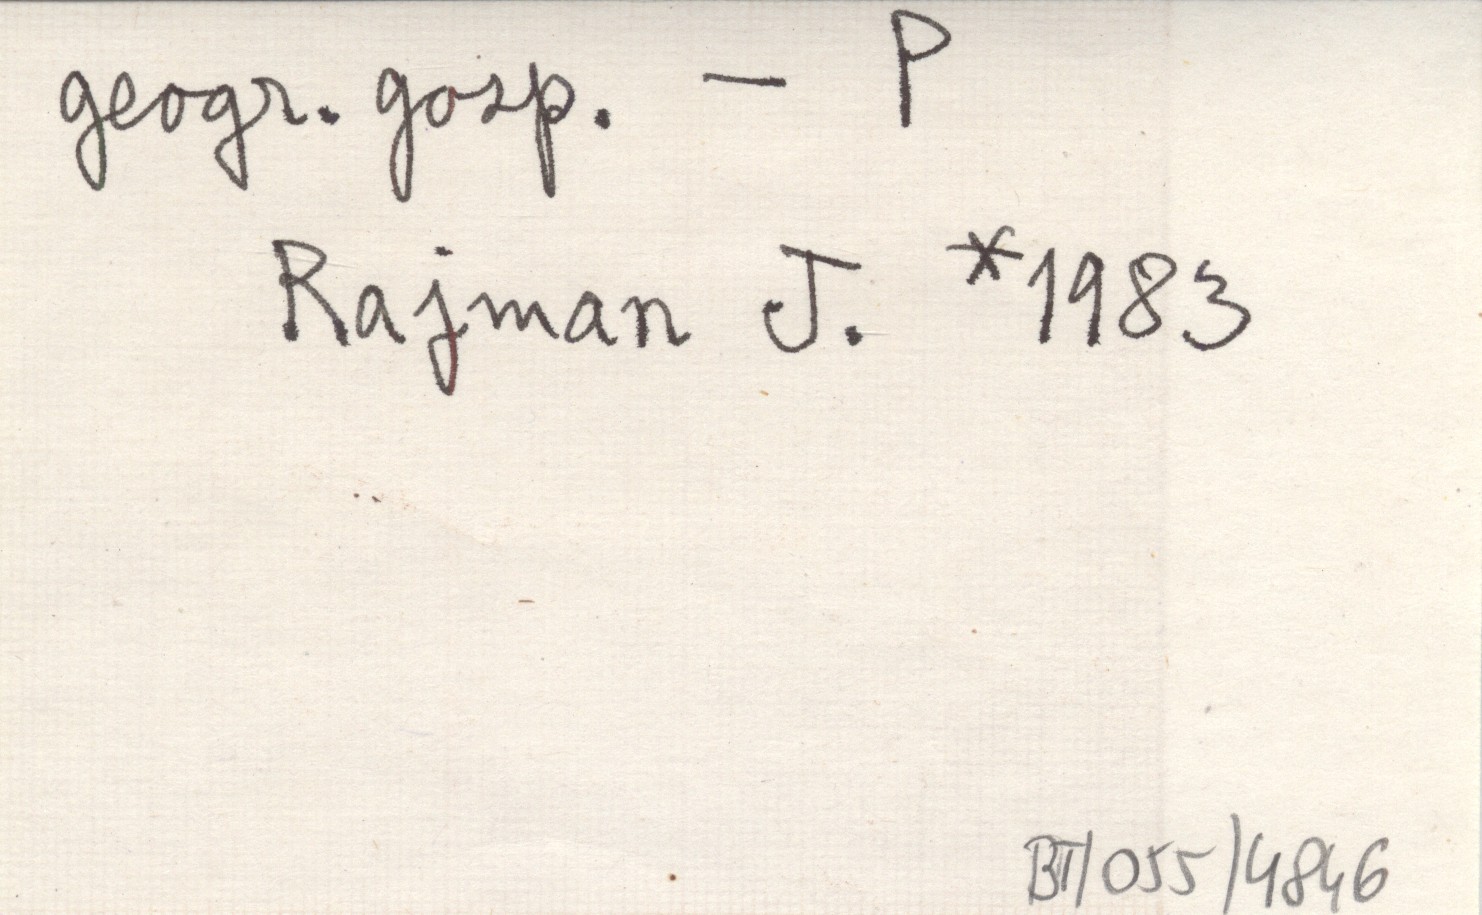 geogr. gosp. — P
Rajman J. *1983
BT/055/4846